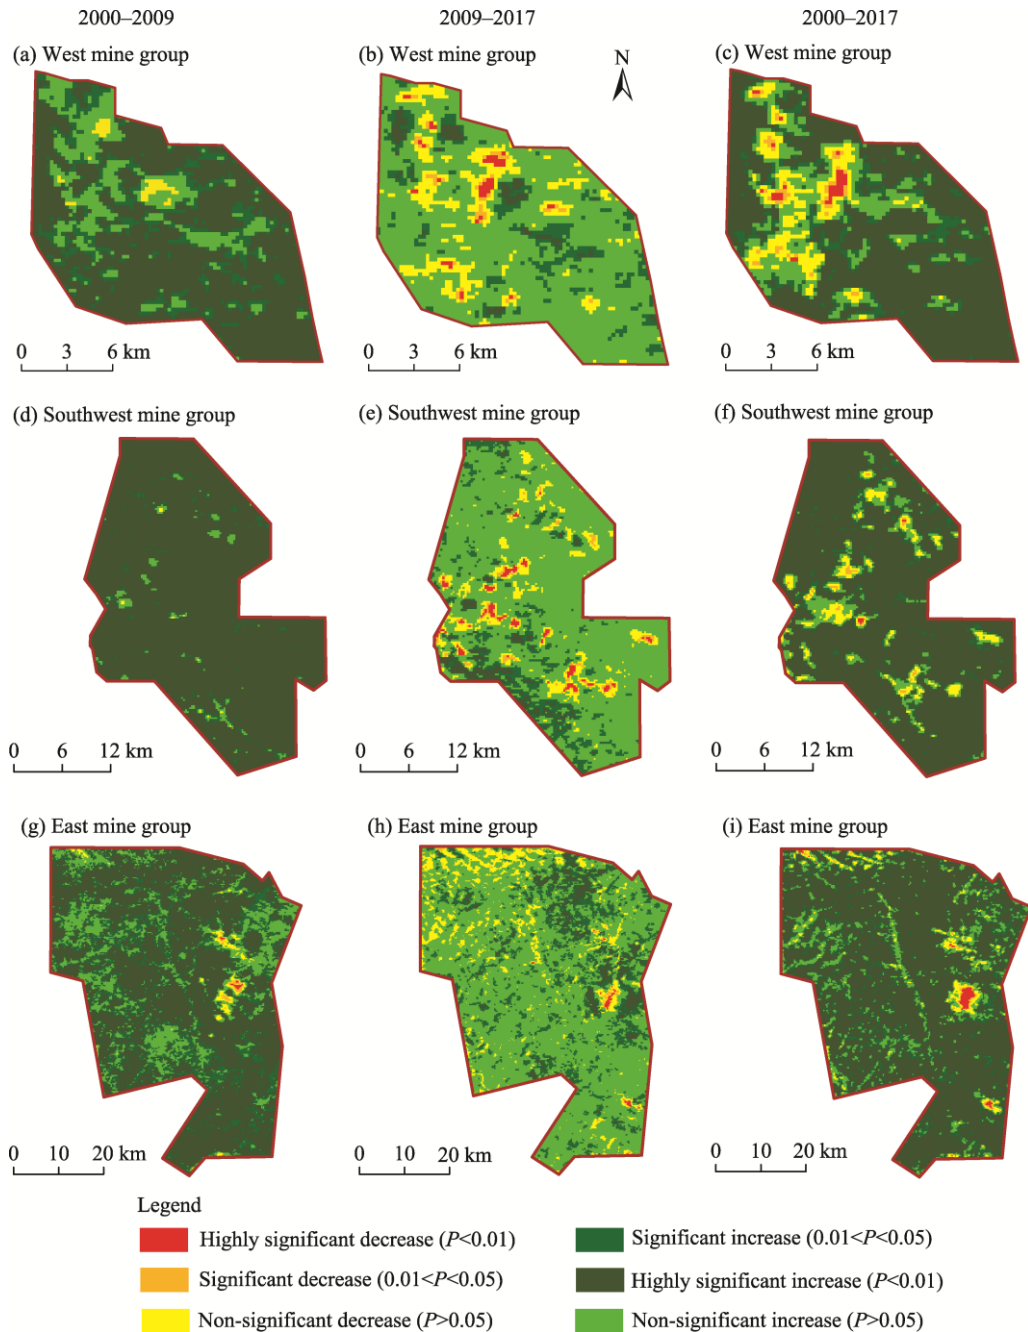 2000–2009 2009–2017 2000–2017
(a) West mine group (b) West mine group (c) West mine group
N
0 3 6 km 0 3 6 km 0 3 6 km
(d) Southwest mine group (e) Southwest mine group (f) Southwest mine group
0 6 12 km 0 6 12 km 0 6 12 km
(g) East mine group (h) East mine group (i) East mine group
0 10 20 km 0 10 20 km 0 10 20 km
Legend
Highly significant decrease (P<0.01) Significant increase (0.01<P<0.05)
Significant decrease (0.01<P<0.05) Highly significant increase (P<0.01)
Non-significant decrease (P>0.05) Non-significant increase (P>0.05)